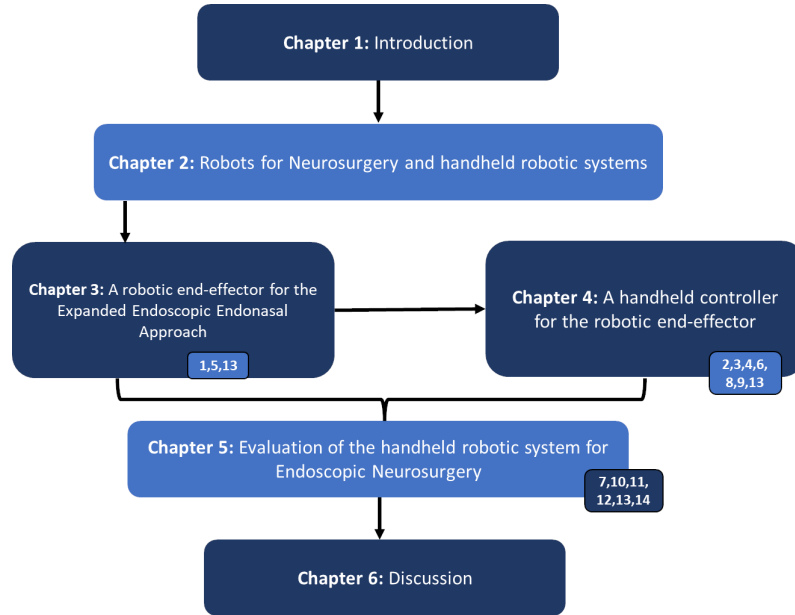 Chapter 1: Introduction
Chapter 2: Robots for Neurosurgery and handheld robotic systems
Chapter 3: A robotic end-effector for the
Expanded Endoscopic Endonasal
Approach
1,5,13
Chapter 4: A handheld controller
for the robotic end-effector
2,3,4,6,
8,9,13
Chapter 5: Evaluation of the handheld robotic system for
Endoscopic Neurosurgery
7,10,11,
12,13,14
Chapter 6: Discussion